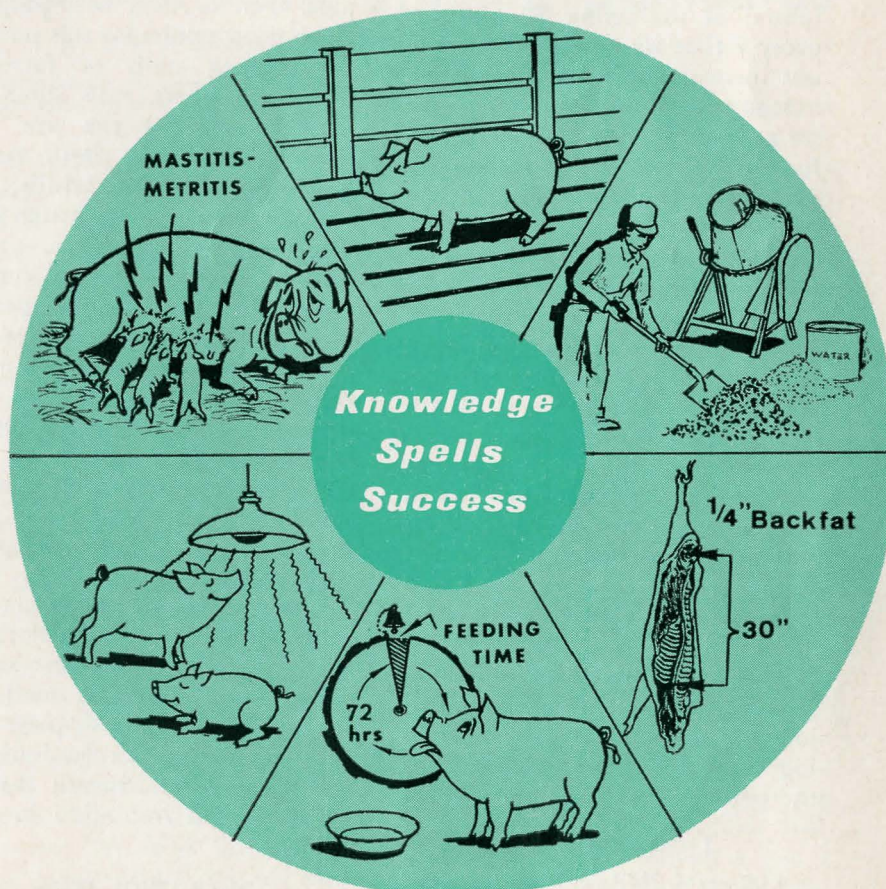 MASTITIS-
METRITIS
WATER
Knowledge
Spells
Success
1/4" Backfat
30"
FEEDING
TIME
72
hrs